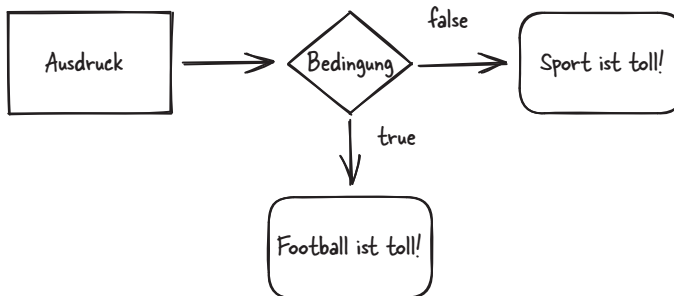 false
Ausdruck
Bedingung
Sport ist toll!
true
Football ist toll!